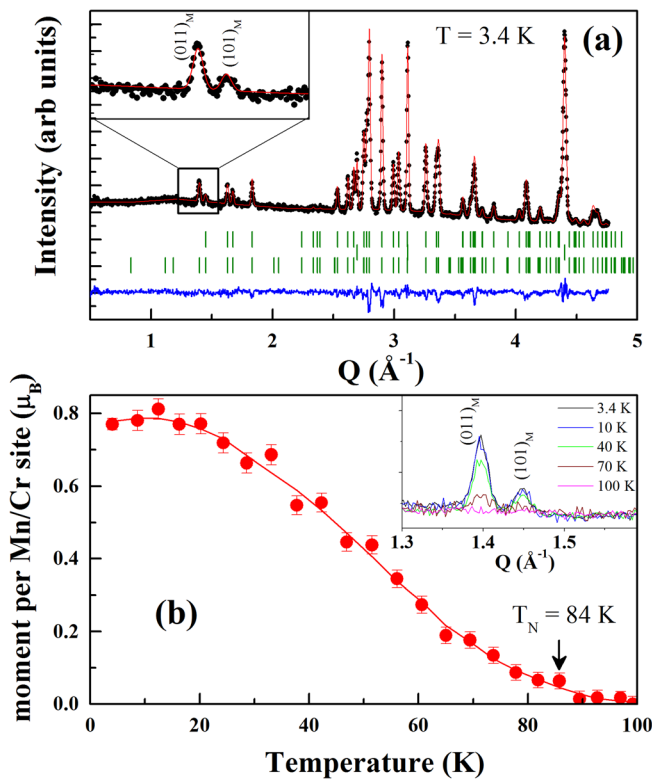 (011)M
(101)M
T = 3.4 K
(a)
Intensity (arb units)
1 2 3 4 5
Q (Å-1)
moment per Mn/Cr site (μB)
0.8
0.6
0.4
0.2
0.0
(011)M
(101)M
3.4 K
10 K
40 K
70 K
100 K
1.3 1.4 1.5
Q (Å-1)
(b)
TN = 84 K
0 20 40 60 80 100
Temperature (K)